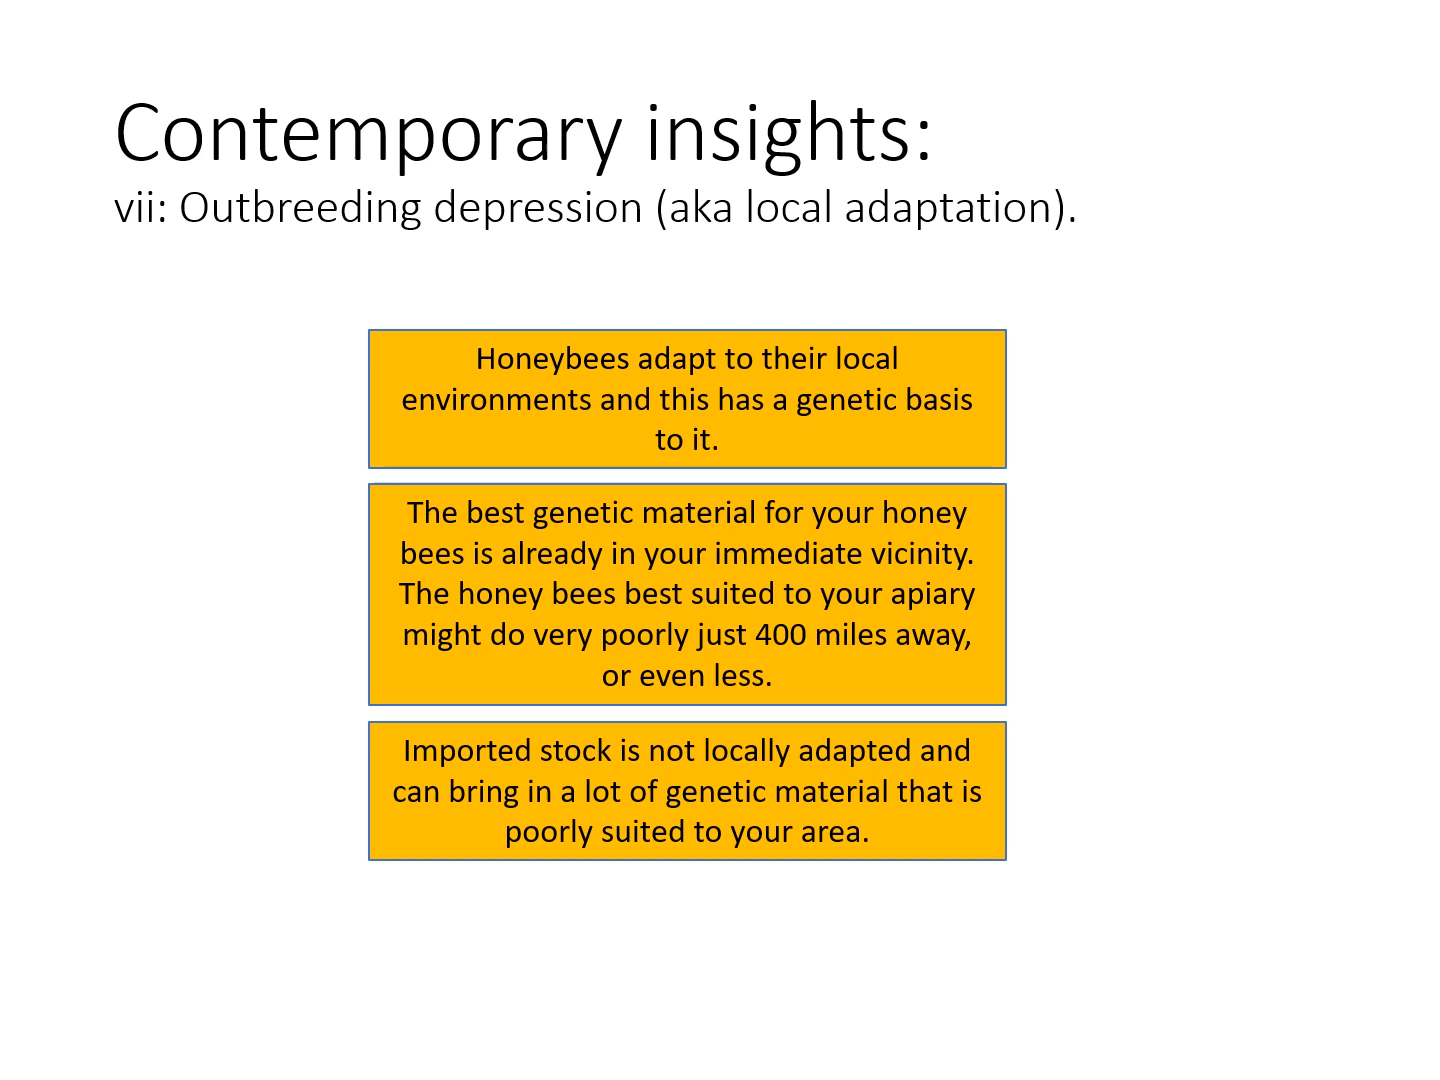 Contemporary insights:
vii: Outbreeding depression (aka local adaptation).
Honeybees adapt to their local
environments and this has a genetic basis
to it.
The best genetic material for your honey
bees is already in your immediate vicinity.
The honey bees best suited to your apiary
might do very poorly just 400 miles away,
or even less.
Imported stock is not locally adapted and
can bring in a lot of genetic material that is
poorly suited to your area.